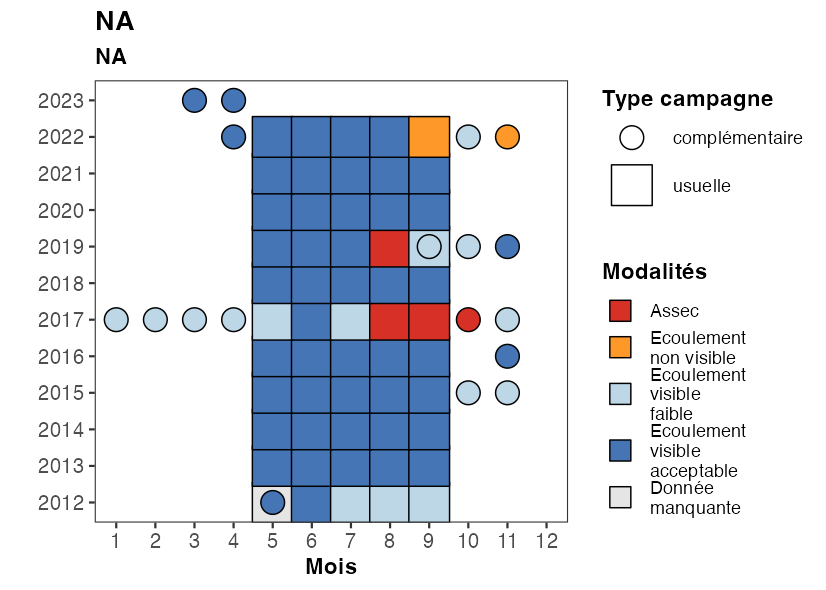 NA
NA
2023
2022
2021
2020
2019
2018
2017
2016
2015
2014
2013
2012
1 2 3 4 5 6 7 8 9 10 11 12
Mois
Type campagne
complémentaire
usuelle
Modalités
Assec
Ecoulement
non visible
Ecoulement
visible
faible
Ecoulement
visible
acceptable
Donnée
manquante